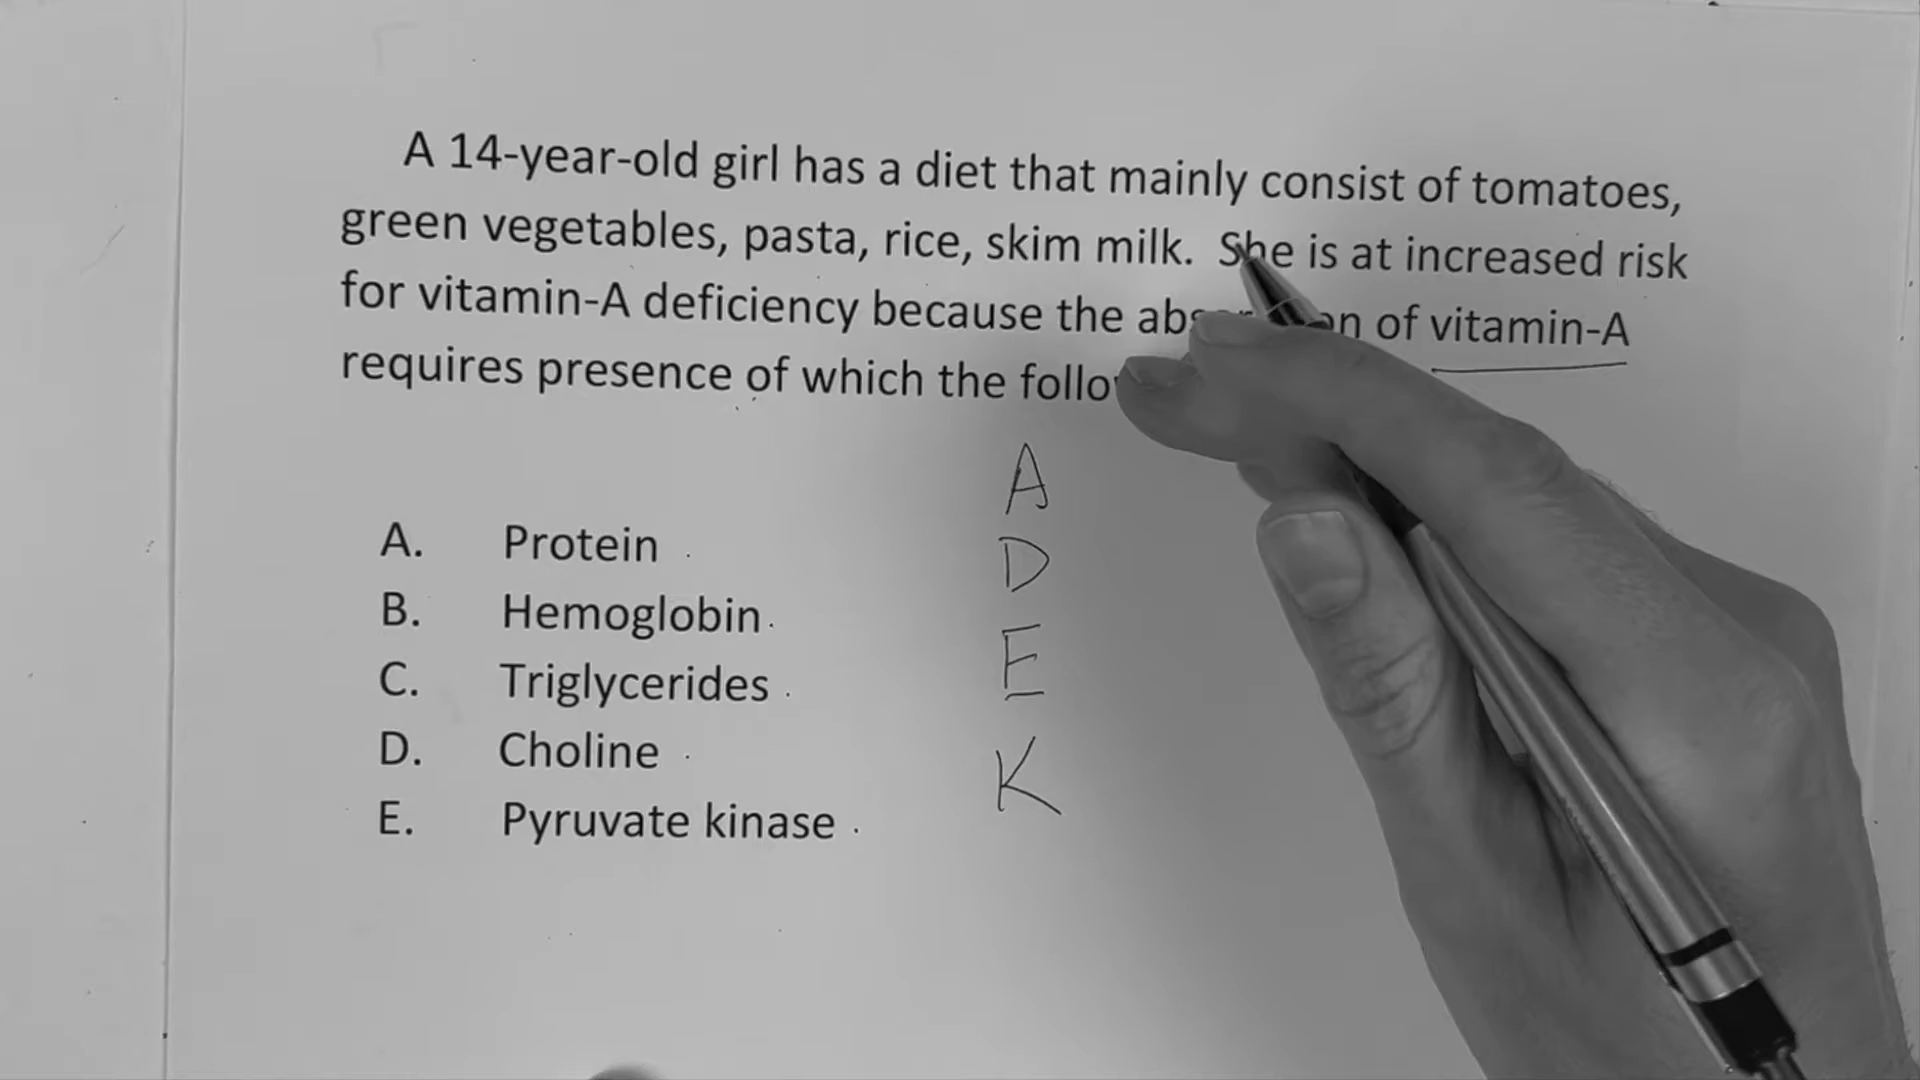 A 14-year-old girl has a diet that mainly consist of tomatoes,
green vegetables, pasta, rice, skim milk. She is at increased risk
for vitamin-A deficiency because the of vitamin-A
requires presence of which the
A. Protein
B. Hemoglobin
C. Triglycerides
D. Choline
E. Pyruvate kinase
A
D
E
K